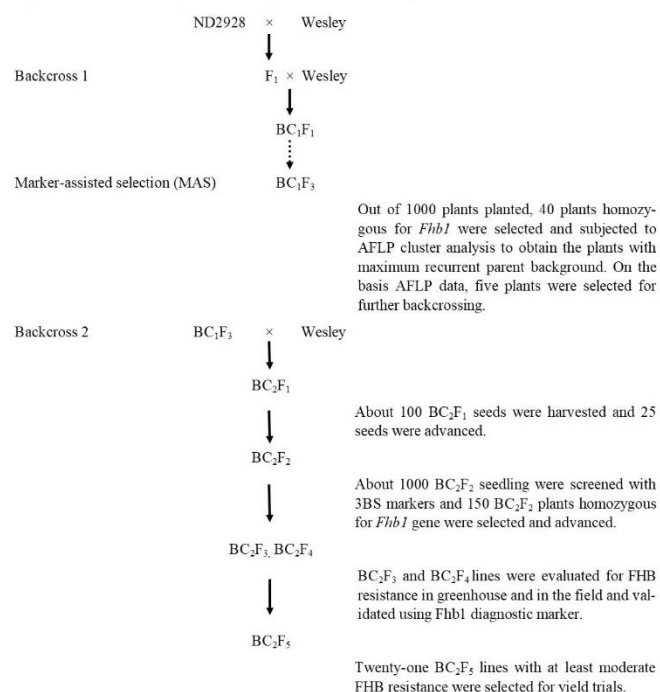 ND2928 × Wesley
Backcross 1 F₁ × Wesley
BC₁F₁
Marker-assisted selection (MAS) BC₁F₃
Out of 1000 plants planted, 40 plants homozy-
gous for Fhb1 were selected and subjected to
AFLP cluster analysis to obtain the plants with
maximum recurrent parent background. On the
basis AFLP data, five plants were selected for
further backcrossing.
Backcross 2 BC₁F₃ × Wesley
BC₂F₁
About 100 BC₂F₁ seeds were harvested and 25
seeds were advanced.
BC₂F₂
About 1000 BC₂F₂ seedling were screened with
3BS markers and 150 BC₂F₂ plants homozygous
for Fhb1 gene were selected and advanced.
BC₂F₃, BC₂F₄
BC₂F₃ and BC₂F₄ lines were evaluated for FHB
resistance in greenhouse and in the field and val-
idated using Fhb1 diagnostic marker.
BC₂F₅
Twenty-one BC₂F₅ lines with at least moderate
FHB resistance were selected for yield trials.